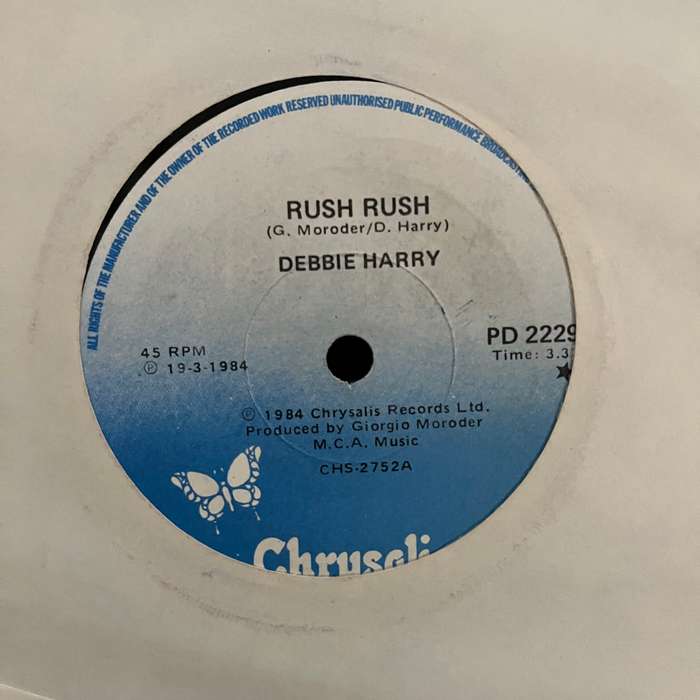 ALL RIGHTS OF THE MANUFACTURER AND OF THE OWNER OF THE RECORDED WORK RESERVED UNAUTHORISED PUBLIC PERFORMANCE
RUSH RUSH
(G. Moroder/D. Harry)
DEBBIE HARRY
45 RPM
Ⓟ 19-3-1984
PD 2229
Time: 3.3
© 1984 Chrysalis Records Ltd.
Produced by Giorgio Moroder
M.C.A. Music
CHS-2752A
Chrysali